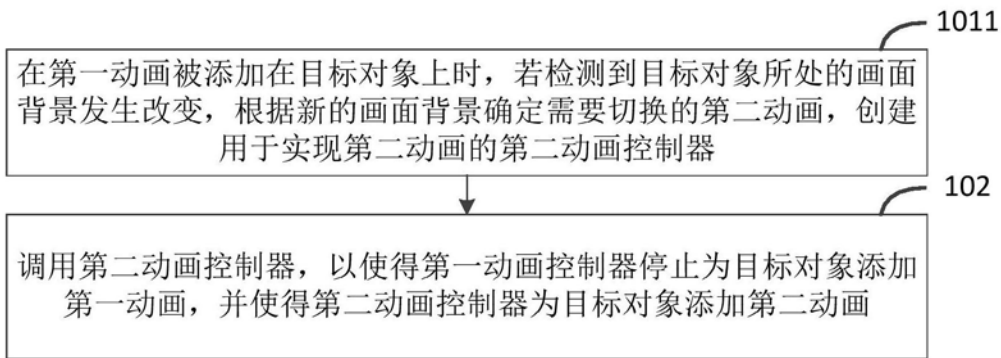 1011
在第一动画被添加在目标对象上时，若检测到目标对象所处的画面
背景发生改变，根据新的画面背景确定需要切换的第二动画，创建
用于实现第二动画的第二动画控制器
102
调用第二动画控制器，以使得第一动画控制器停止为目标对象添加
第一动画，并使得第二动画控制器为目标对象添加第二动画